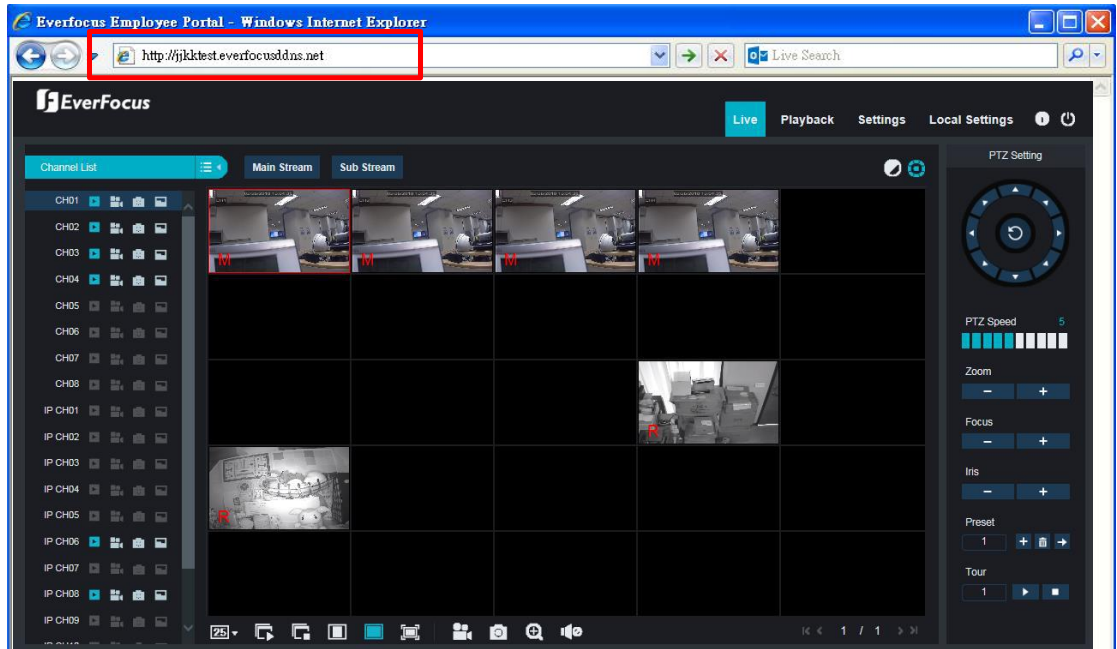 Everfocus Employee Portal - Windows Internet Explorer
http://jjkktest.everfocusddns.net
Live Search
EverFocus
Live Playback Settings Local Settings
Channel List
Main Stream Sub Stream
PTZ Setting
CH01
CH02
CH03
CH04
CH05
CH06
CH07
CH08
IP CH01
IP CH02
IP CH03
IP CH04
IP CH05
IP CH06
IP CH07
IP CH08
IP CH09
M M M M
R
R
PTZ Speed 5
Zoom
- +
Focus
- +
Iris
- +
Preset
1 +
Tour
1
25
1 / 1